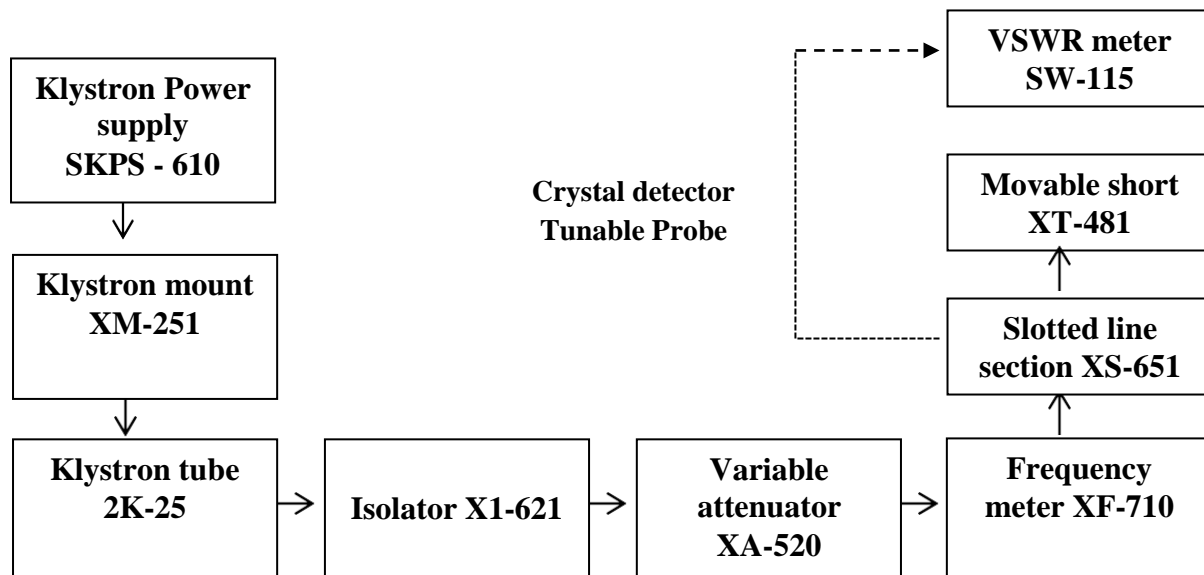 Klystron Power
supply
SKPS - 610
Klystron mount
XM-251
Klystron tube
2K-25
Isolator X1-621
Variable
attenuator
XA-520
Frequency
meter XF-710
Slotted line
section XS-651
Movable short
XT-481
VSWR meter
SW-115
Crystal detector
Tunable Probe